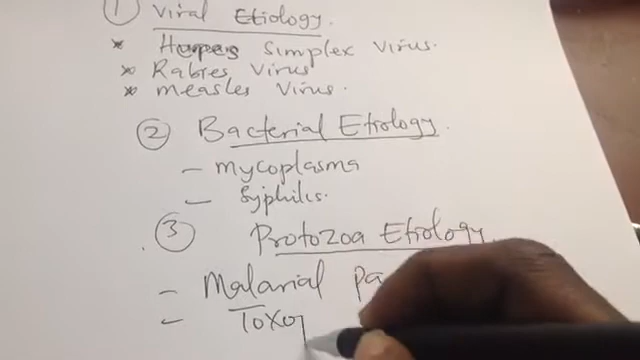 1 Viral Etiology.
* Herpes Simplex Virus.
* Rabies Virus
* Measles Virus.
2 Bacterial Etiology.
- Mycoplasma
- Syphilis.
3 Protozoa Etiology
- Malarial Pa
- Toxo